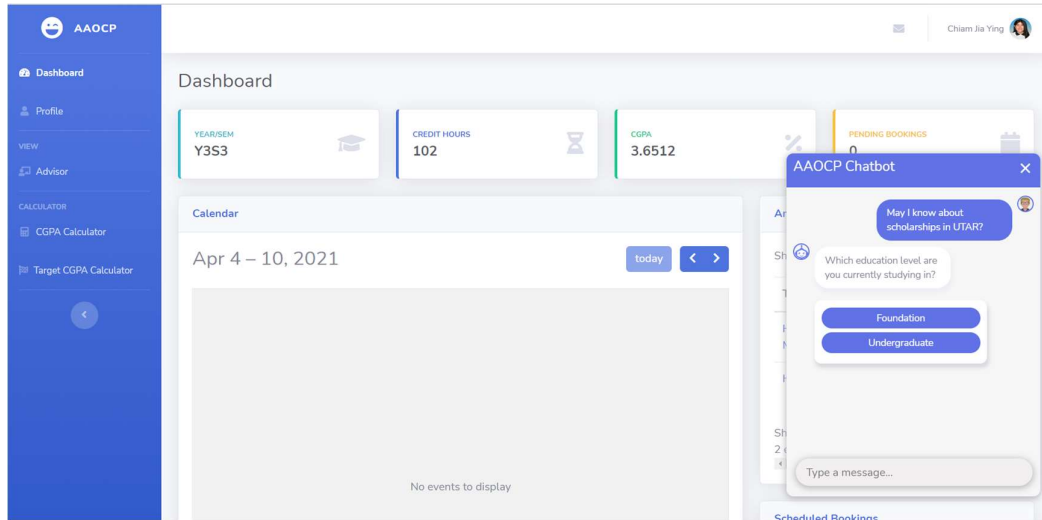 AAOCP
Chiam Jia Ying
Dashboard
Profile
VIEW
Advisor
CALCULATOR
CGPA Calculator
Target CGPA Calculator
Dashboard
YEAR/SEM
Y3S3
CREDIT HOURS
102
CGPA
3.6512
PENDING BOOKINGS
0
Calendar
Apr 4 – 10, 2021
today
No events to display
Scheduled Bookings
AAOCP Chatbot
May I know about
scholarships in UTAR?
Which education level are
you currently studying in?
Foundation
Undergraduate
Type a message...